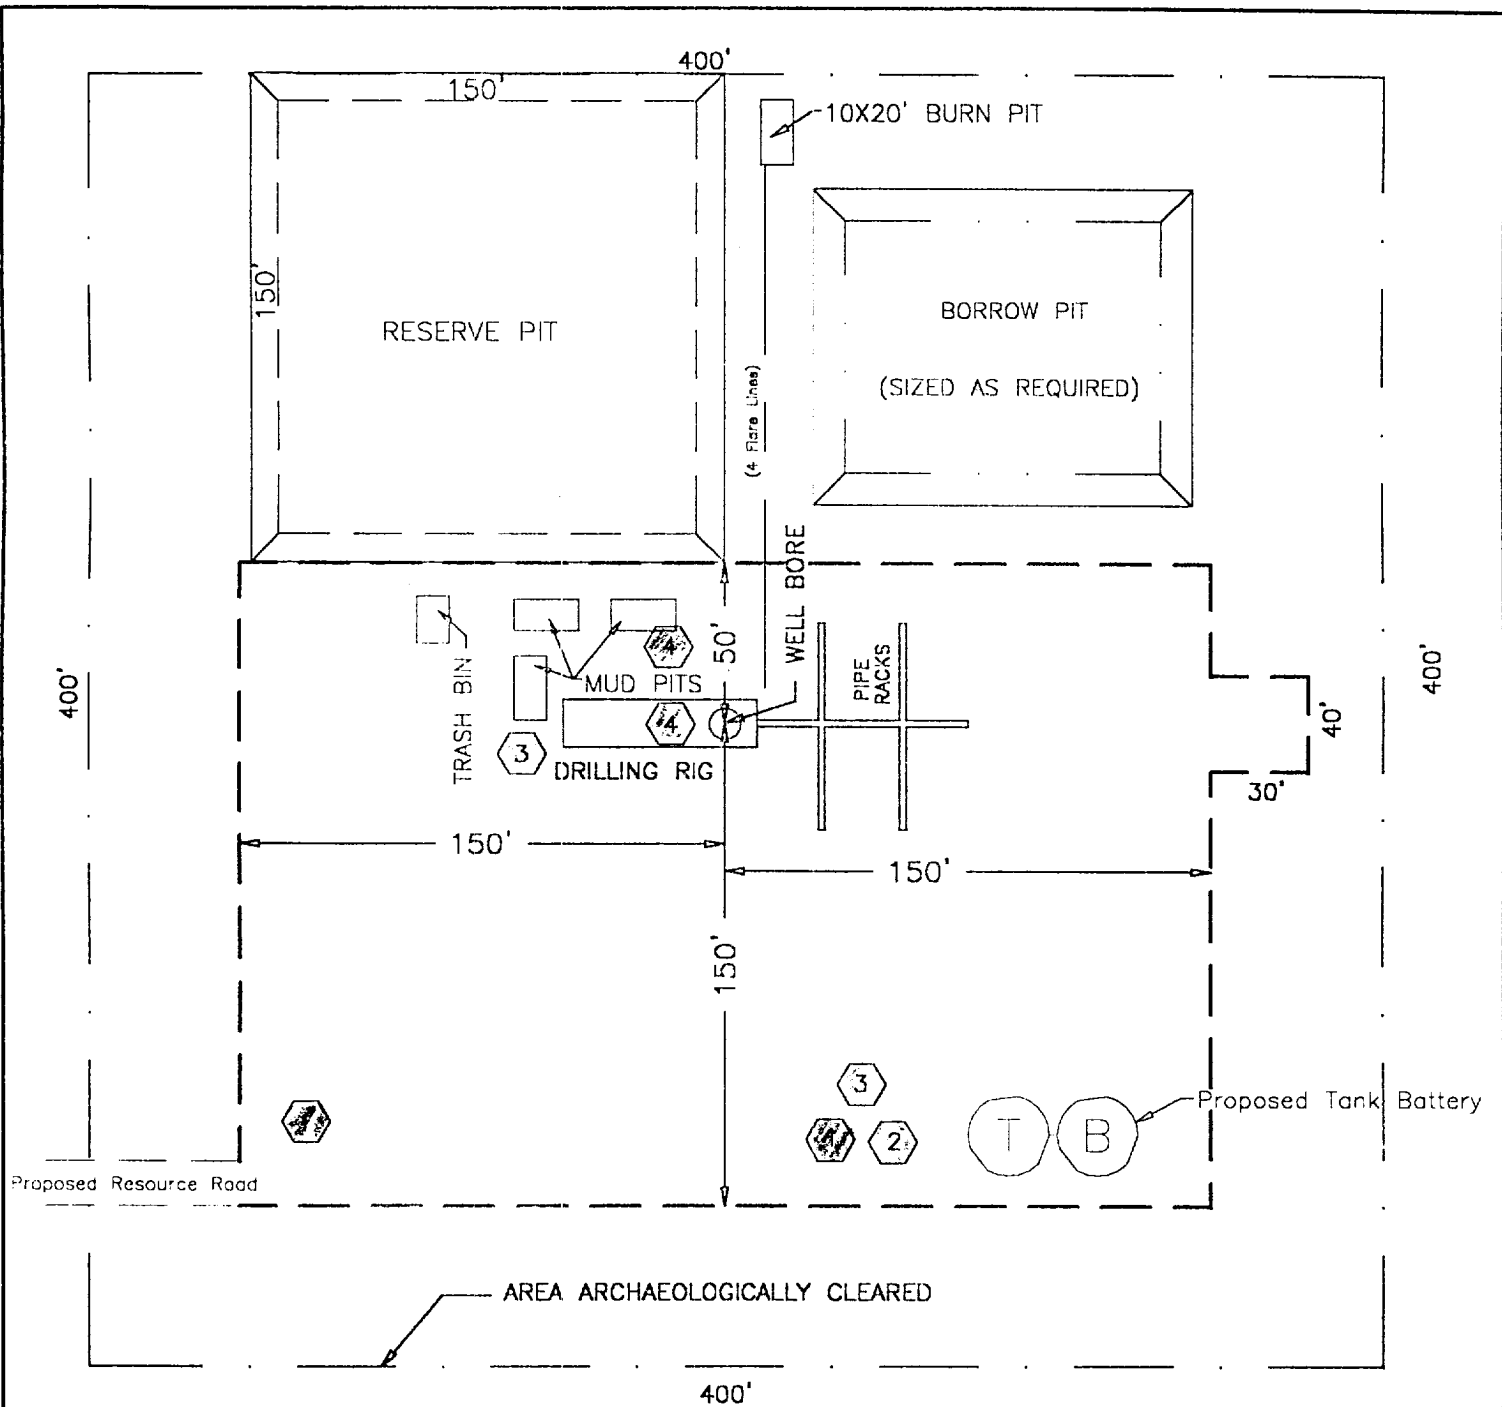 400'
150'
10X20' BURN PIT
150'
RESERVE PIT
BORROW PIT
(SIZED AS REQUIRED)
(4 Flare Lines)
WELL BORE
400'
TRASH BIN
4
50'
MUD PITS
PIPE
RACKS
400'
3
4
DRILLING RIG
40'
30'
150'
150'
150'
3
2
T
B
Proposed Tank Battery
Proposed Resource Road
AREA ARCHAEOLOGICALLY CLEARED
400'